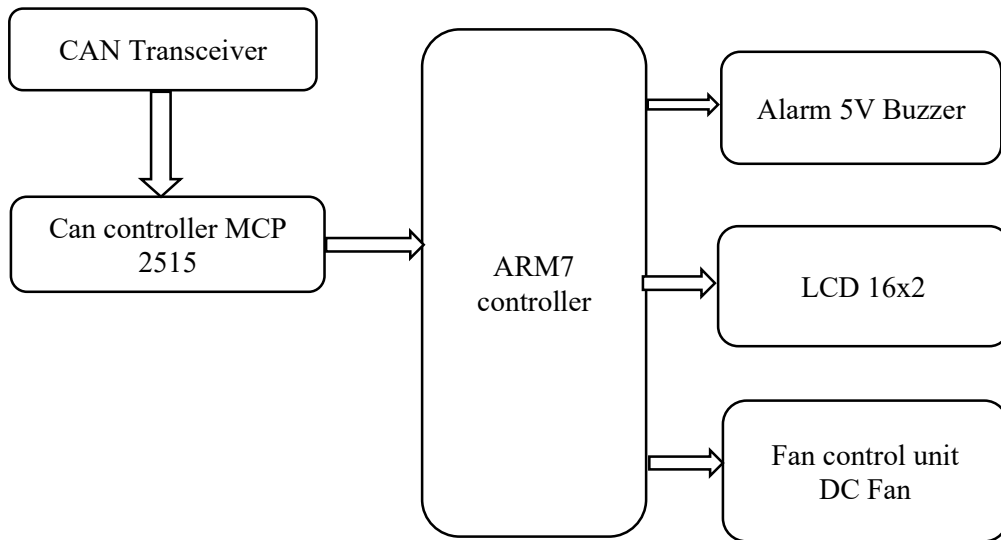 CAN Transceiver
Can controller MCP
2515
ARM7
controller
Alarm 5V Buzzer
LCD 16x2
Fan control unit
DC Fan